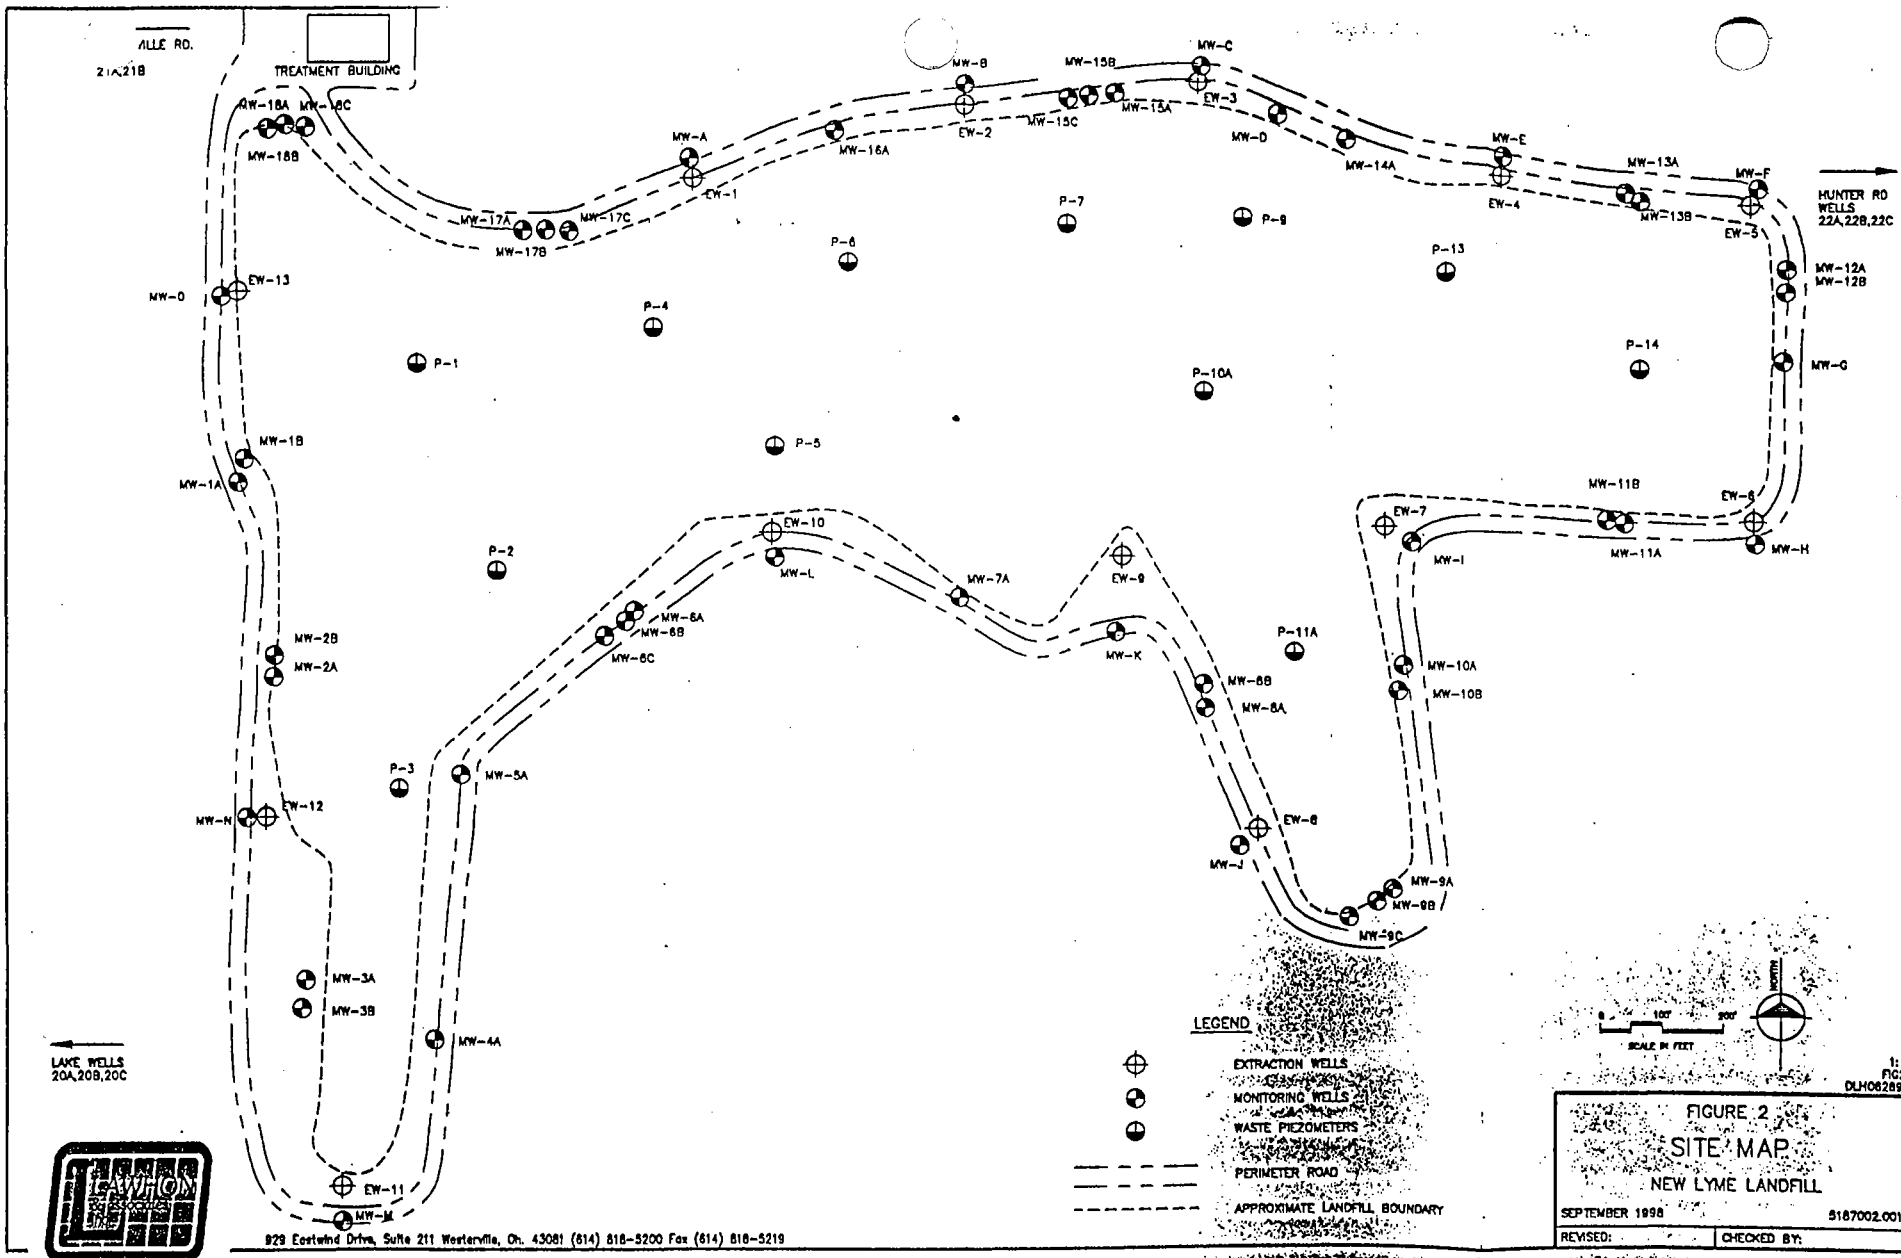 ILLE RD.
21A,21B
TREATMENT BUILDING
MW-18A
MW-18C
MW-18B
MW-17A
MW-17C
MW-17B
MW-A
EW-1
MW-16A
MW-B
EW-2
MW-15B
MW-15C
MW-15A
MW-C
EW-3
MW-D
MW-14A
MW-E
EW-4
MW-13A
MW-13B
MW-F
EW-5
HUNTER RD
WELLS
22A,22B,22C
MW-12A
MW-12B
MW-G
P-7
P-9
P-6
P-13
P-4
P-14
P-1
P-10A
P-5
P-2
P-11A
P-3
MW-O
EW-13
MW-1B
MW-1A
MW-2B
MW-2A
MW-N
EW-12
MW-3A
MW-3B
MW-4A
MW-5A
EW-11
MW-M
MW-6A
MW-6B
MW-6C
EW-10
MW-L
MW-7A
EW-9
MW-K
MW-8B
MW-8A
EW-8
MW-J
MW-9A
MW-9B
MW-9C
MW-10A
MW-10B
EW-7
MW-I
MW-11B
MW-11A
EW-6
MW-H
LAKE WELLS
20A,20B,20C
LEGEND
EXTRACTION WELLS
MONITORING WELLS
WASTE PIEZOMETERS
PERIMETER ROAD
APPROXIMATE LANDFILL BOUNDARY
NORTH
0 100' 200'
SCALE IN FEET
1:
FIG
DLH06289
FIGURE 2
SITE MAP
NEW LYME LANDFILL
SEPTEMBER 1998
5187002.001
REVISED:
CHECKED BY:
LAWHON
& ASSOCIATES
929 Eastwind Drive, Suite 211 Westerville, Oh. 43081 (614) 818-5200 Fax (614) 818-5219